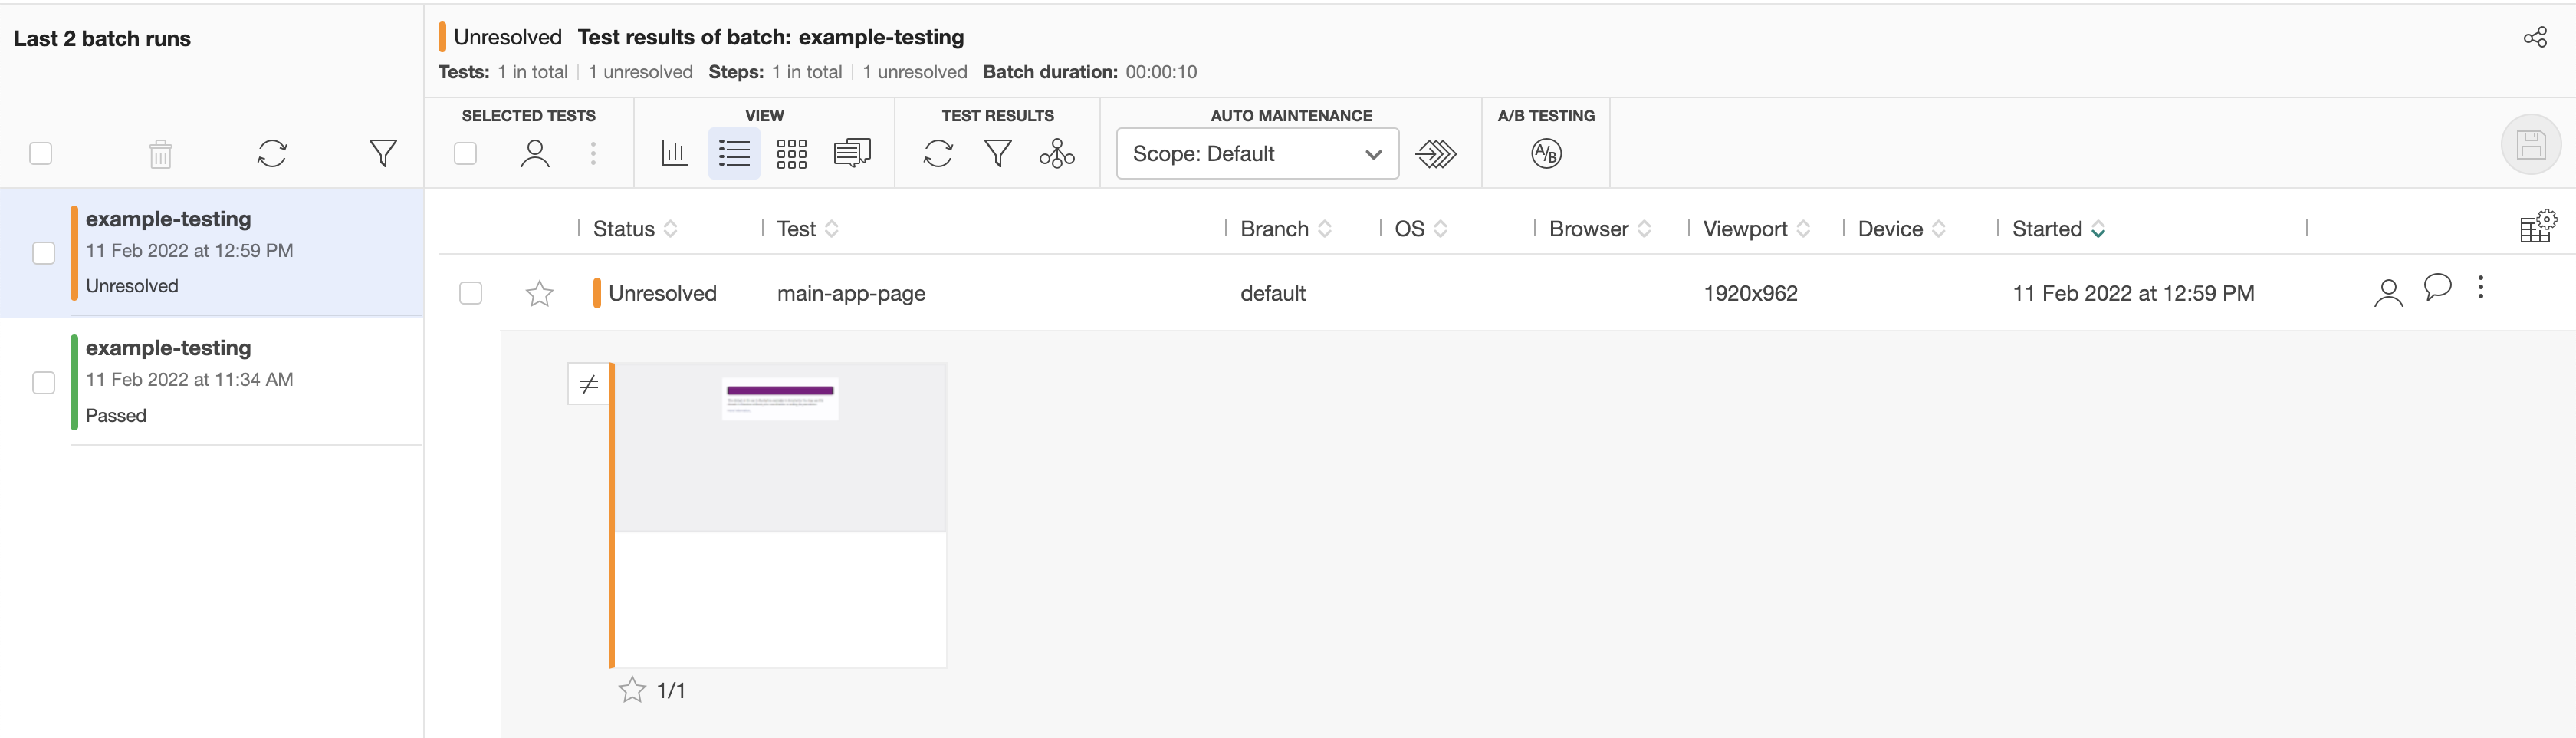 Last 2 batch runs
example-testing
11 Feb 2022 at 12:59 PM
Unresolved
example-testing
11 Feb 2022 at 11:34 AM
Passed
Unresolved Test results of batch: example-testing
Tests: 1 in total | 1 unresolved Steps: 1 in total | 1 unresolved Batch duration: 00:00:10
SELECTED TESTS VIEW TEST RESULTS AUTO MAINTENANCE A/B TESTING
Scope: Default A/B
Status Test Branch OS Browser Viewport Device Started
Unresolved main-app-page default 1920x962 11 Feb 2022 at 12:59 PM
≠
1/1